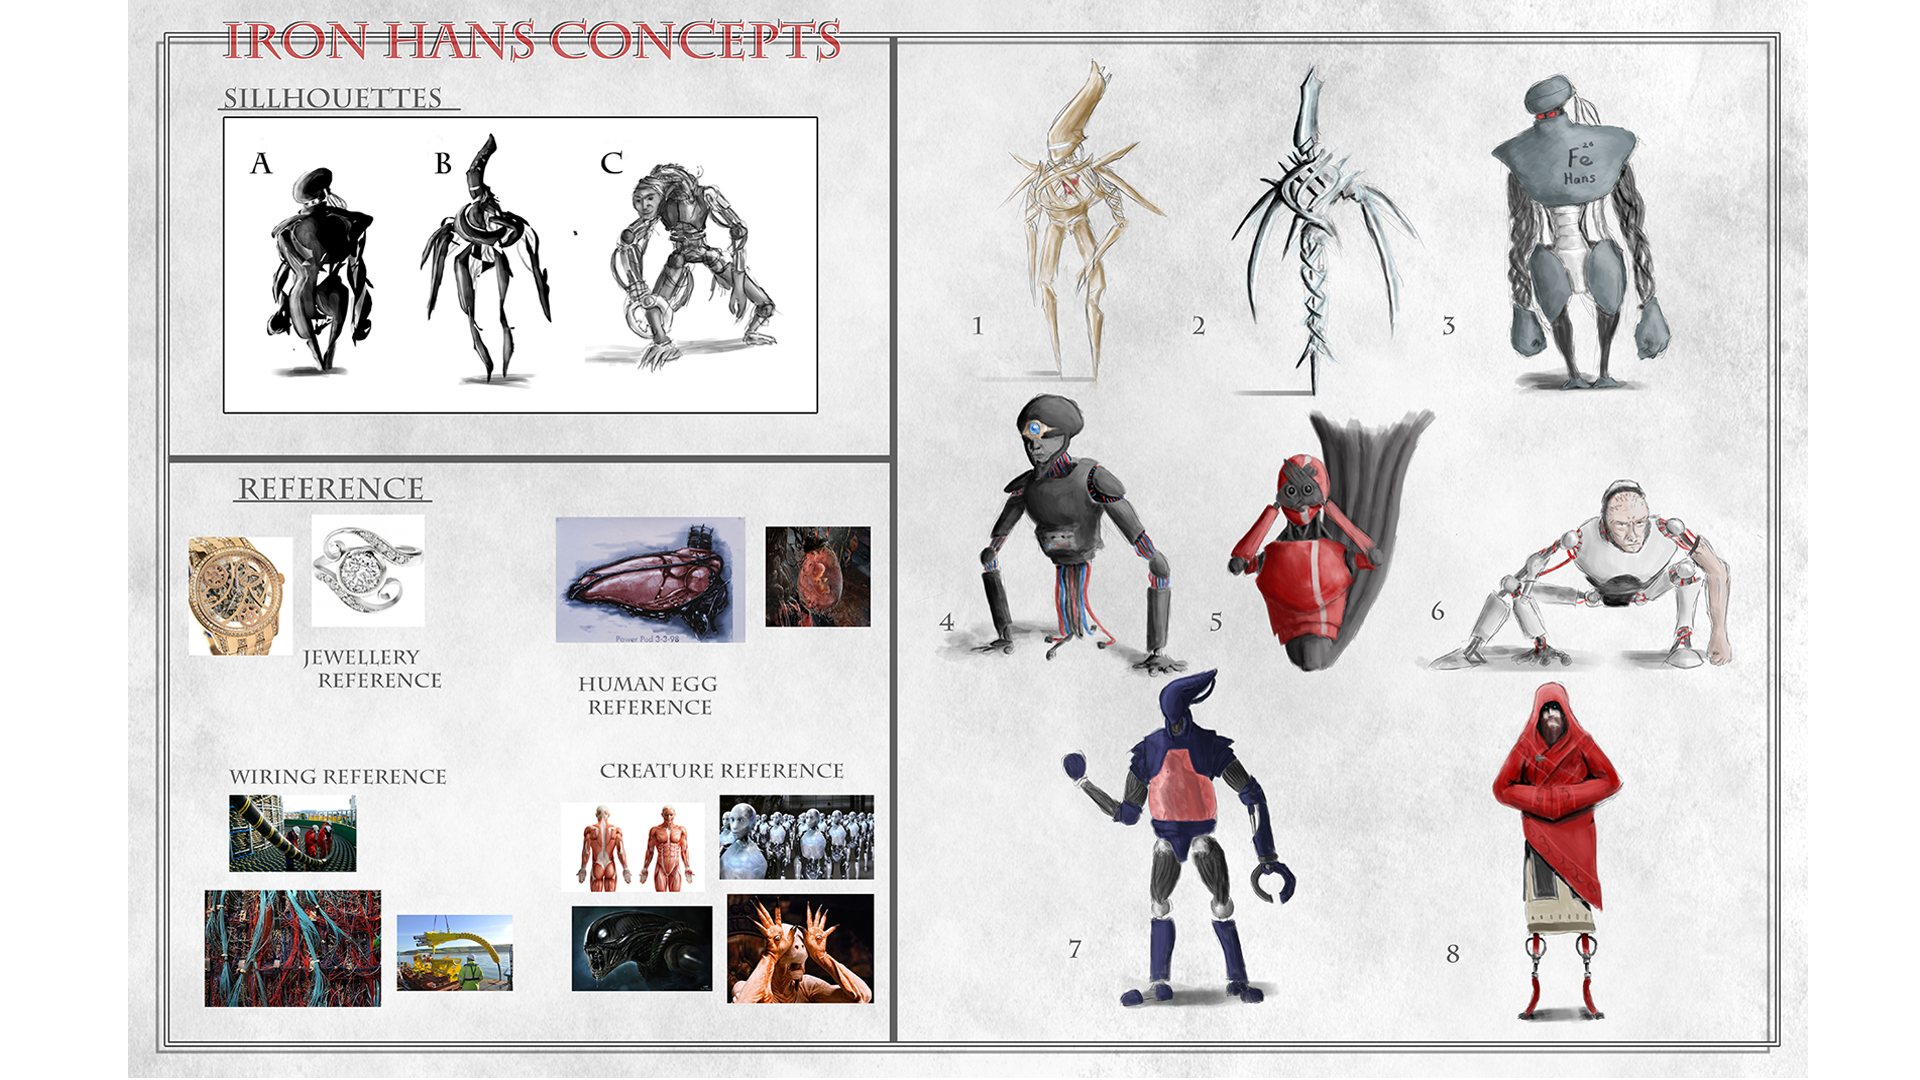 IRON HANS CONCEPTS
SILLHOUETTES
A
B
C
REFERENCE
JEWELLERY
REFERENCE
Power Pod 3-3-98
HUMAN EGG
REFERENCE
WIRING REFERENCE
CREATURE REFERENCE
1
2
3
26
Fe
Hans
4
5
6
7
8